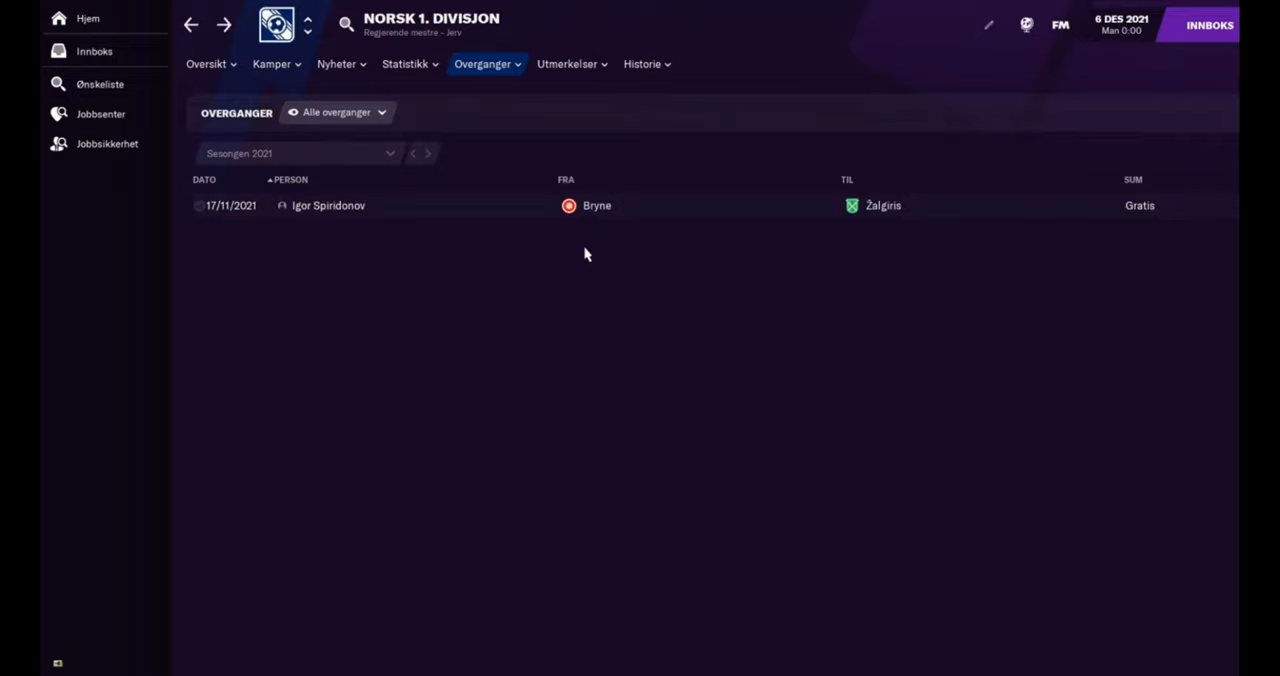 Hjem
Innboks
Ønskeliste
Jobbsenter
Jobbsikkerhet
NORSK 1. DIVISJON
Regjerende mestre - Jerv
FM
6 DES 2021
Man 0:00
INNBOKS
Oversikt Kamper Nyheter Statistikk Overganger Utmerkelser Historie
OVERGANGER Alle overganger
Sesongen 2021
DATO PERSON FRA TIL SUM
17/11/2021 Igor Spiridonov Bryne Žalgiris Gratis